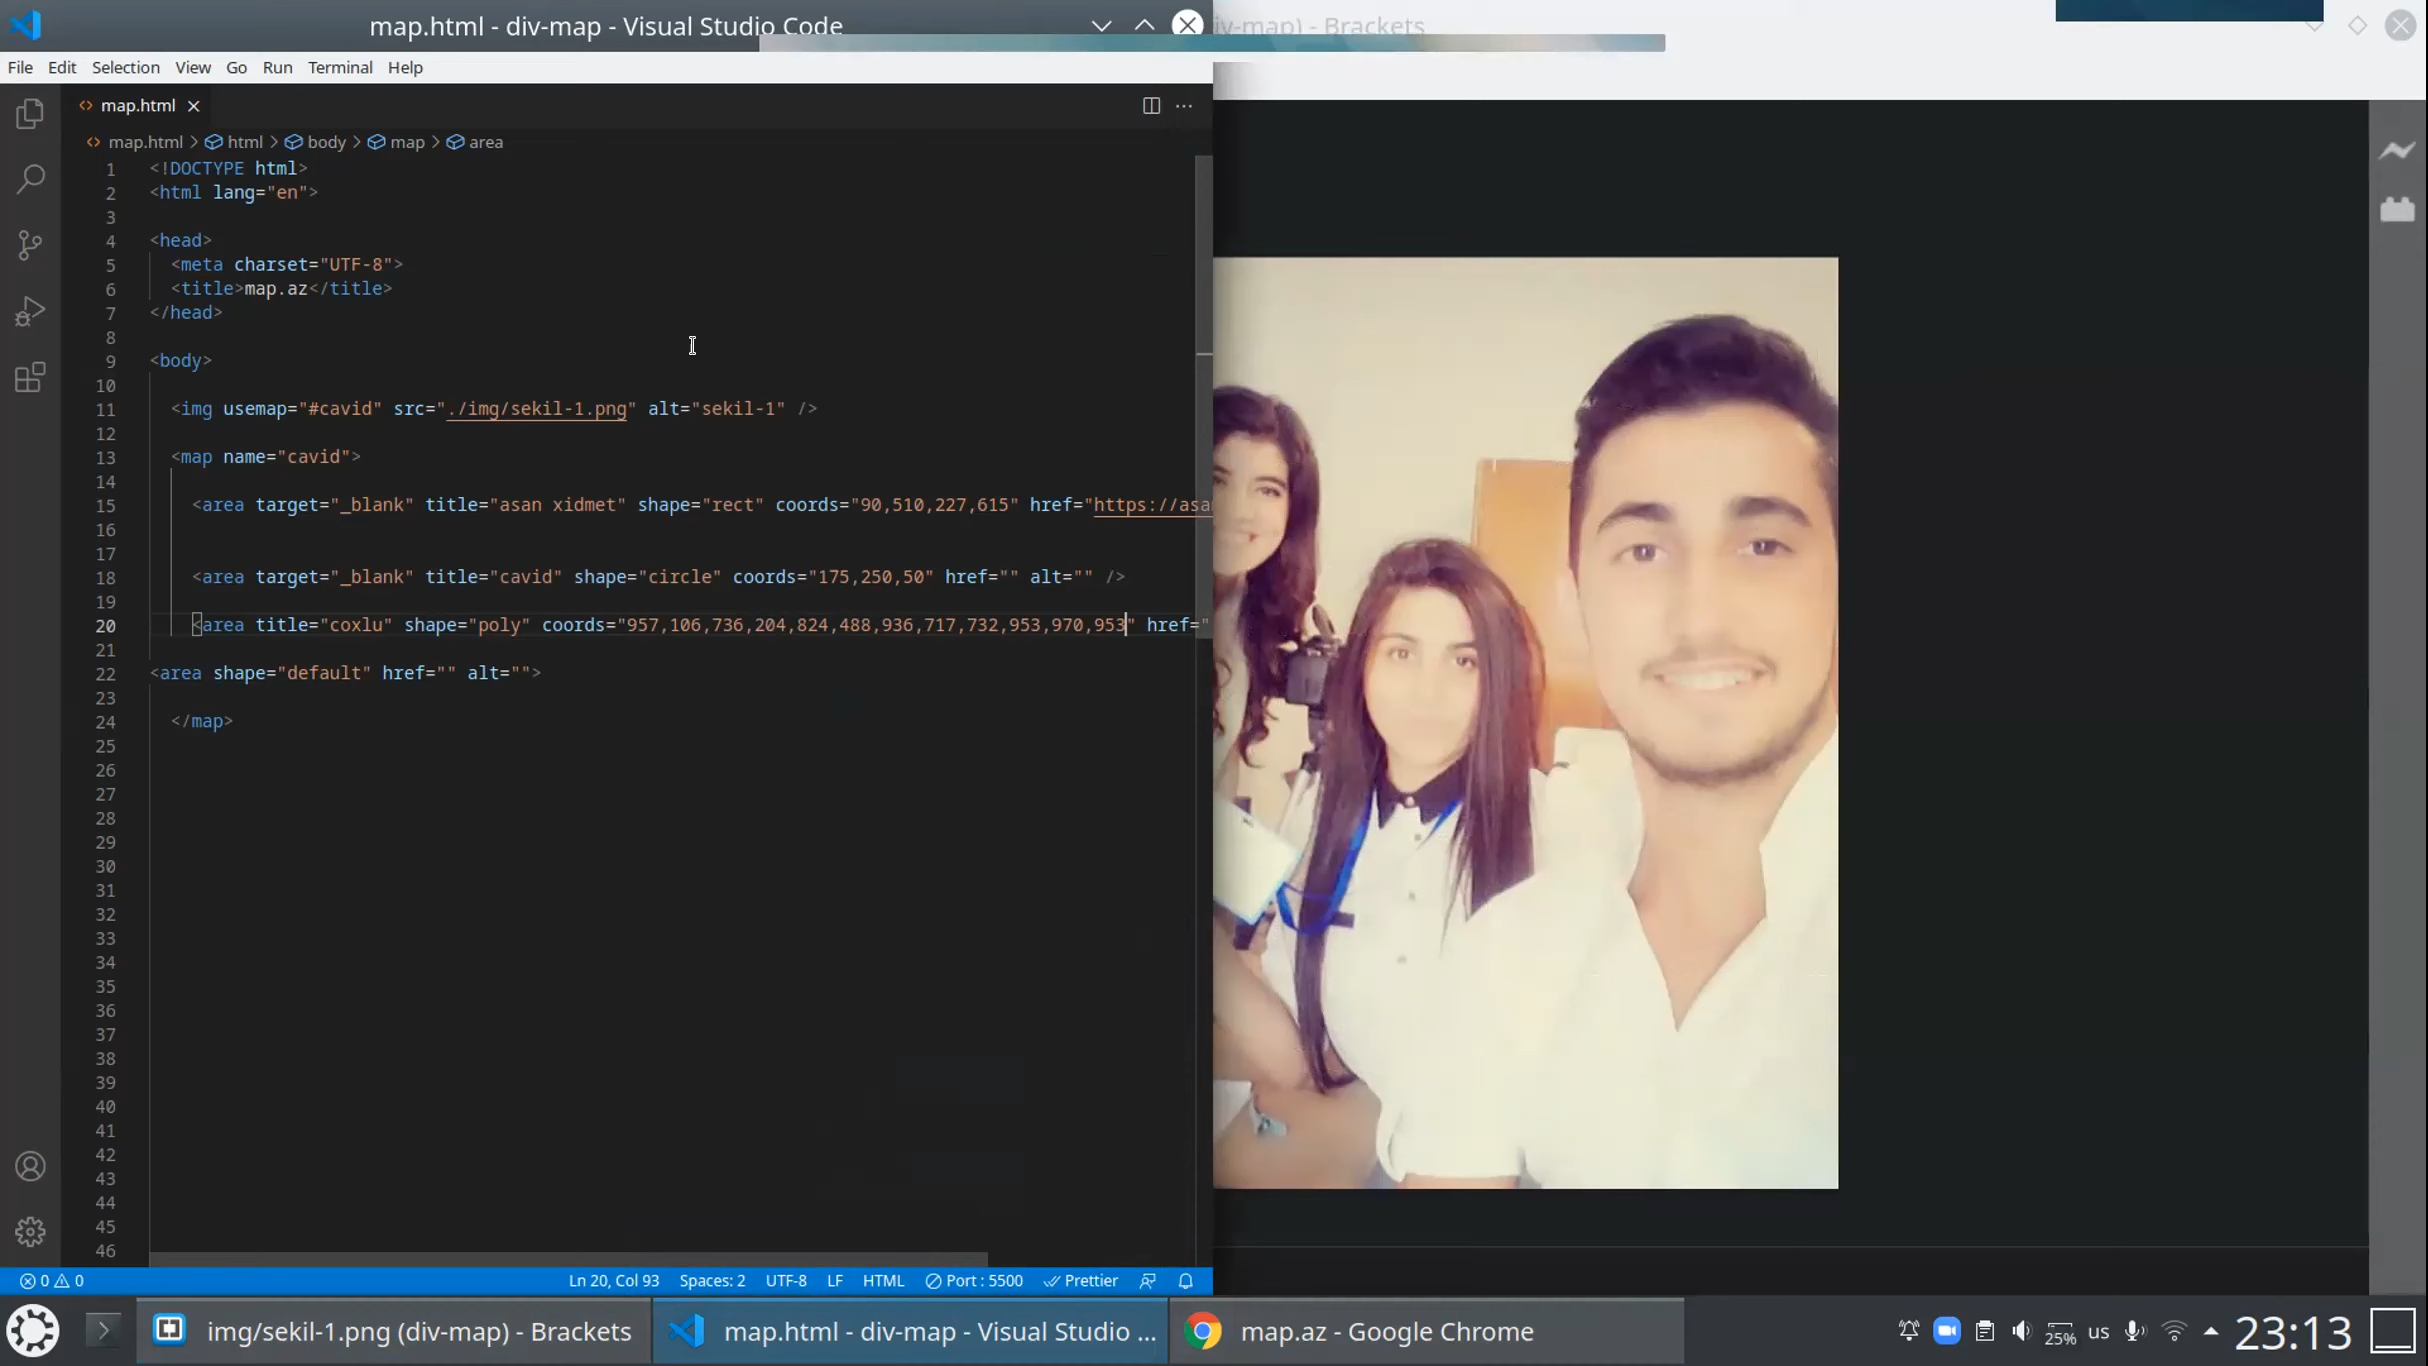 map.html - div-map - Visual Studio Code
iv-map) - Brackets
File Edit Selection View Go Run Terminal Help
map.html
map.html > html > body > map > area
1 <!DOCTYPE html>
2 <html lang="en">
3
4 <head>
5 <meta charset="UTF-8">
6 <title>map.az</title>
7 </head>
8
9 <body>
10
11 <img usemap="#cavid" src="./img/sekil-1.png" alt="sekil-1" />
12
13 <map name="cavid">
14
15 <area target="_blank" title="asan xidmet" shape="rect" coords="90,510,227,615" href="https://asa
16
17
18 <area target="_blank" title="cavid" shape="circle" coords="175,250,50" href="" alt="" />
19
20 <area title="coxlu" shape="poly" coords="957,106,736,204,824,488,936,717,732,953,970,953" href="
21
22 <area shape="default" href="" alt="">
23
24 </map>
25
26
27
28
29
30
31
32
33
34
35
36
37
38
39
40
41
42
43
44
45
46
0 0 Ln 20, Col 93 Spaces: 2 UTF-8 LF HTML Port : 5500 Prettier
img/sekil-1.png (div-map) - Brackets
map.html - div-map - Visual Studio ...
map.az - Google Chrome
25% us 23:13